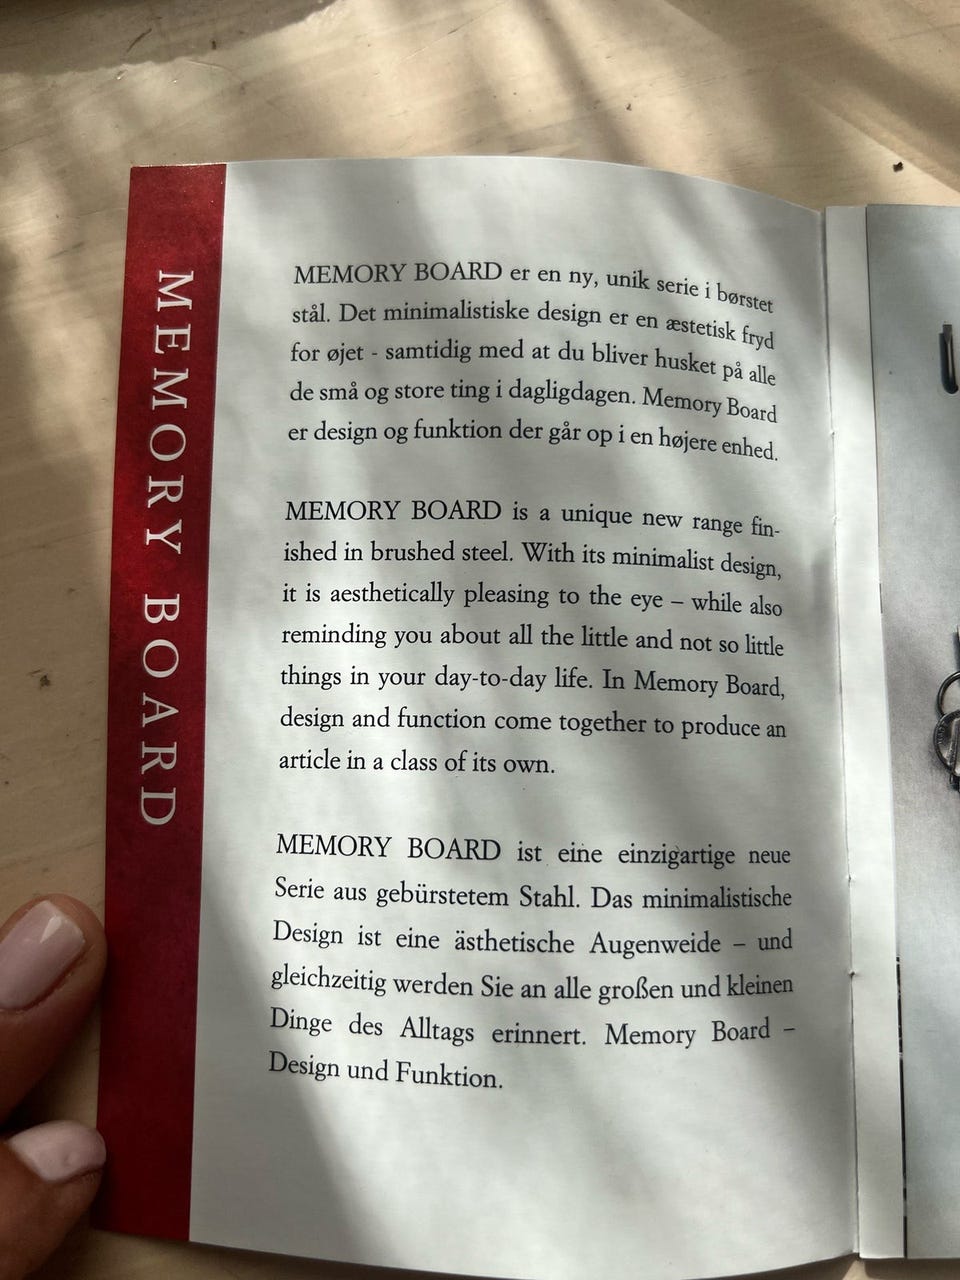 MEMORY BOARD
MEMORY BOARD er en ny, unik serie i børstet
stål. Det minimalistiske design er en æstetisk fryd
for øjet - samtidig med at du bliver husket på alle
de små og store ting i dagligdagen. Memory Board
er design og funktion der går op i en højere enhed.
MEMORY BOARD is a unique new range fin-
ished in brushed steel. With its minimalist design,
it is aesthetically pleasing to the eye – while also
reminding you about all the little and not so little
things in your day-to-day life. In Memory Board,
design and function come together to produce an
article in a class of its own.
MEMORY BOARD ist eine einzigartige neue
Serie aus gebürstetem Stahl. Das minimalistische
Design ist eine ästhetische Augenweide – und
gleichzeitig werden Sie an alle großen und kleinen
Dinge des Alltags erinnert. Memory Board –
Design und Funktion.